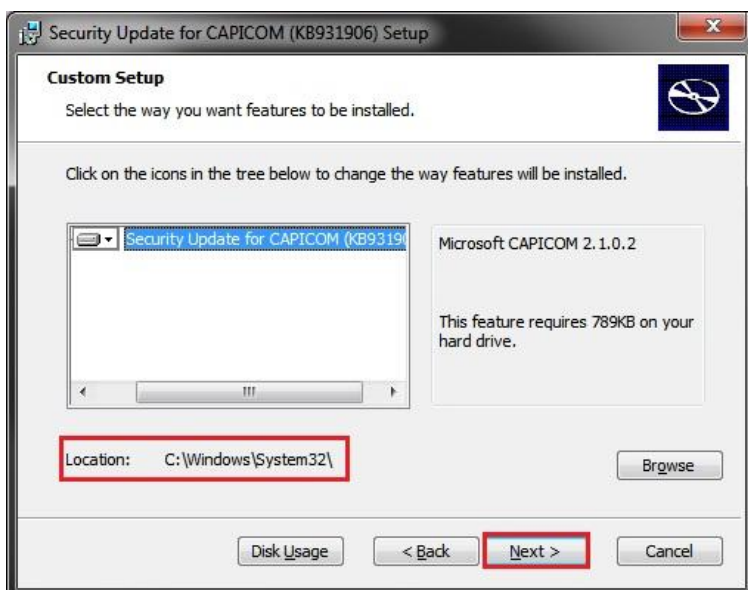 Security Update for CAPICOM (KB931906) Setup
Custom Setup
Select the way you want features to be installed.
Click on the icons in the tree below to change the way features will be installed.
Security Update for CAPICOM (KB93190
Microsoft CAPICOM 2.1.0.2
This feature requires 789KB on your
hard drive.
Location: C:\Windows\System32\
Browse
Disk Usage
< Back
Next >
Cancel